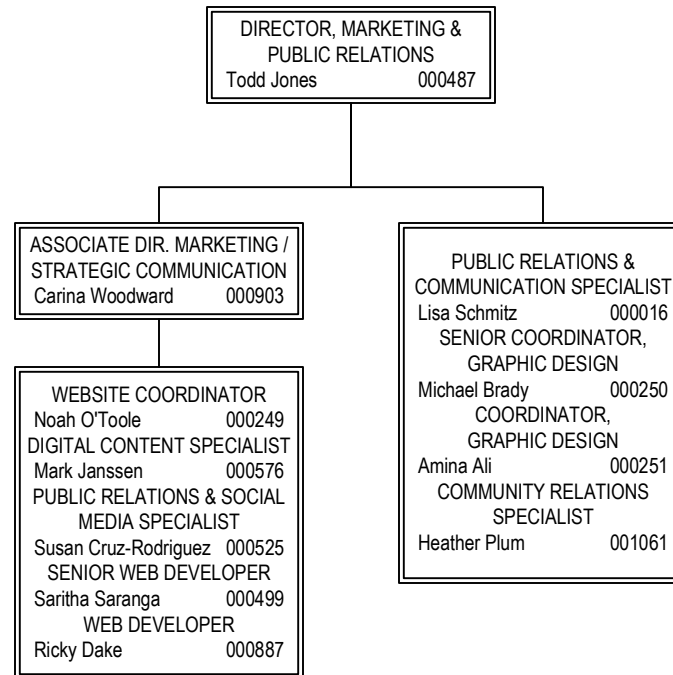 DIRECTOR, MARKETING &
PUBLIC RELATIONS
Todd Jones 000487
ASSOCIATE DIR. MARKETING /
STRATEGIC COMMUNICATION
Carina Woodward 000903
WEBSITE COORDINATOR
Noah O'Toole 000249
DIGITAL CONTENT SPECIALIST
Mark Janssen 000576
PUBLIC RELATIONS & SOCIAL
MEDIA SPECIALIST
Susan Cruz-Rodriguez 000525
SENIOR WEB DEVELOPER
Saritha Saranga 000499
WEB DEVELOPER
Ricky Dake 000887
PUBLIC RELATIONS &
COMMUNICATION SPECIALIST
Lisa Schmitz 000016
SENIOR COORDINATOR,
GRAPHIC DESIGN
Michael Brady 000250
COORDINATOR,
GRAPHIC DESIGN
Amina Ali 000251
COMMUNITY RELATIONS
SPECIALIST
Heather Plum 001061